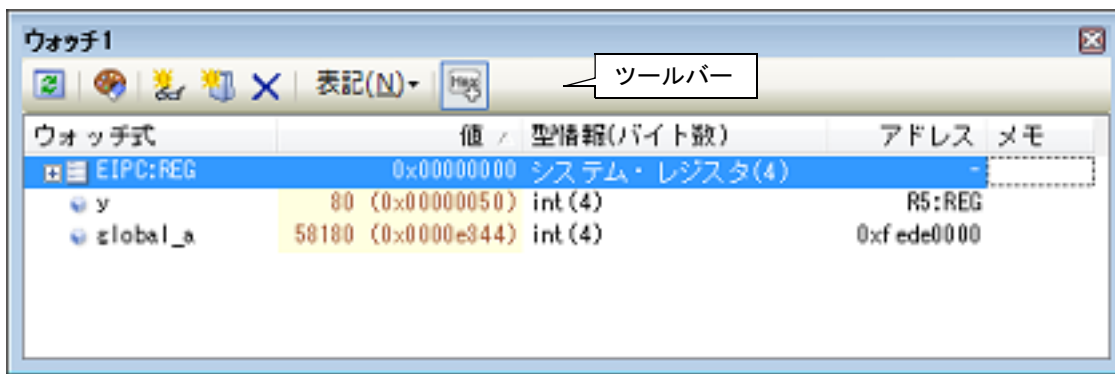 ウォッチ1
表記(N)
Hex
ツールバー
ウォッチ式 値 型情報(バイト数) アドレス メモ
EIPC:REG 0x00000000 システム・レジスタ(4) -
y 80 (0x00000050) int(4) R5:REG
global_a 58180 (0x0000e344) int(4) 0xfede0000